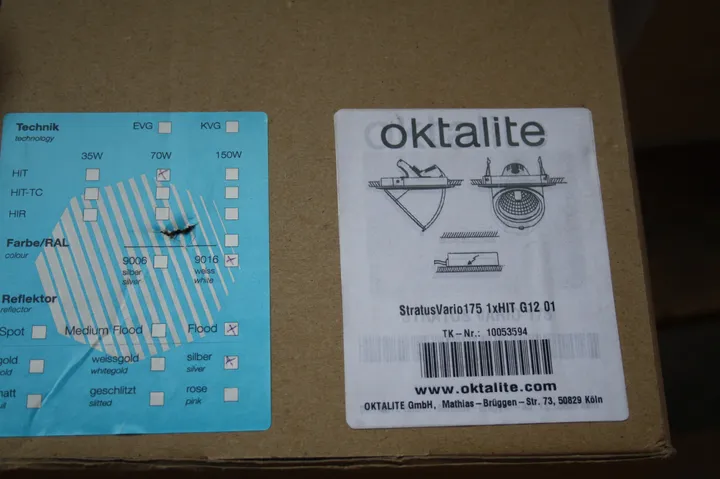 Technik EVG KVG
technology
35W 70W 150W
HIT
HIT-TC
HIR
Farbe/RAL
colour
9006 9016
silber weiss
silver white
Reflektor
reflector
Spot Medium Flood Flood
gold weissgold silber
old whitegold silver
matt geschlitzt rose
slitted pink
oktalite
StratusVario175 1xHIT G12 01
TK-Nr.: 10053594
www.oktalite.com
OKTALITE GmbH, Mathias-Brüggen-Str. 73, 50829 Köln